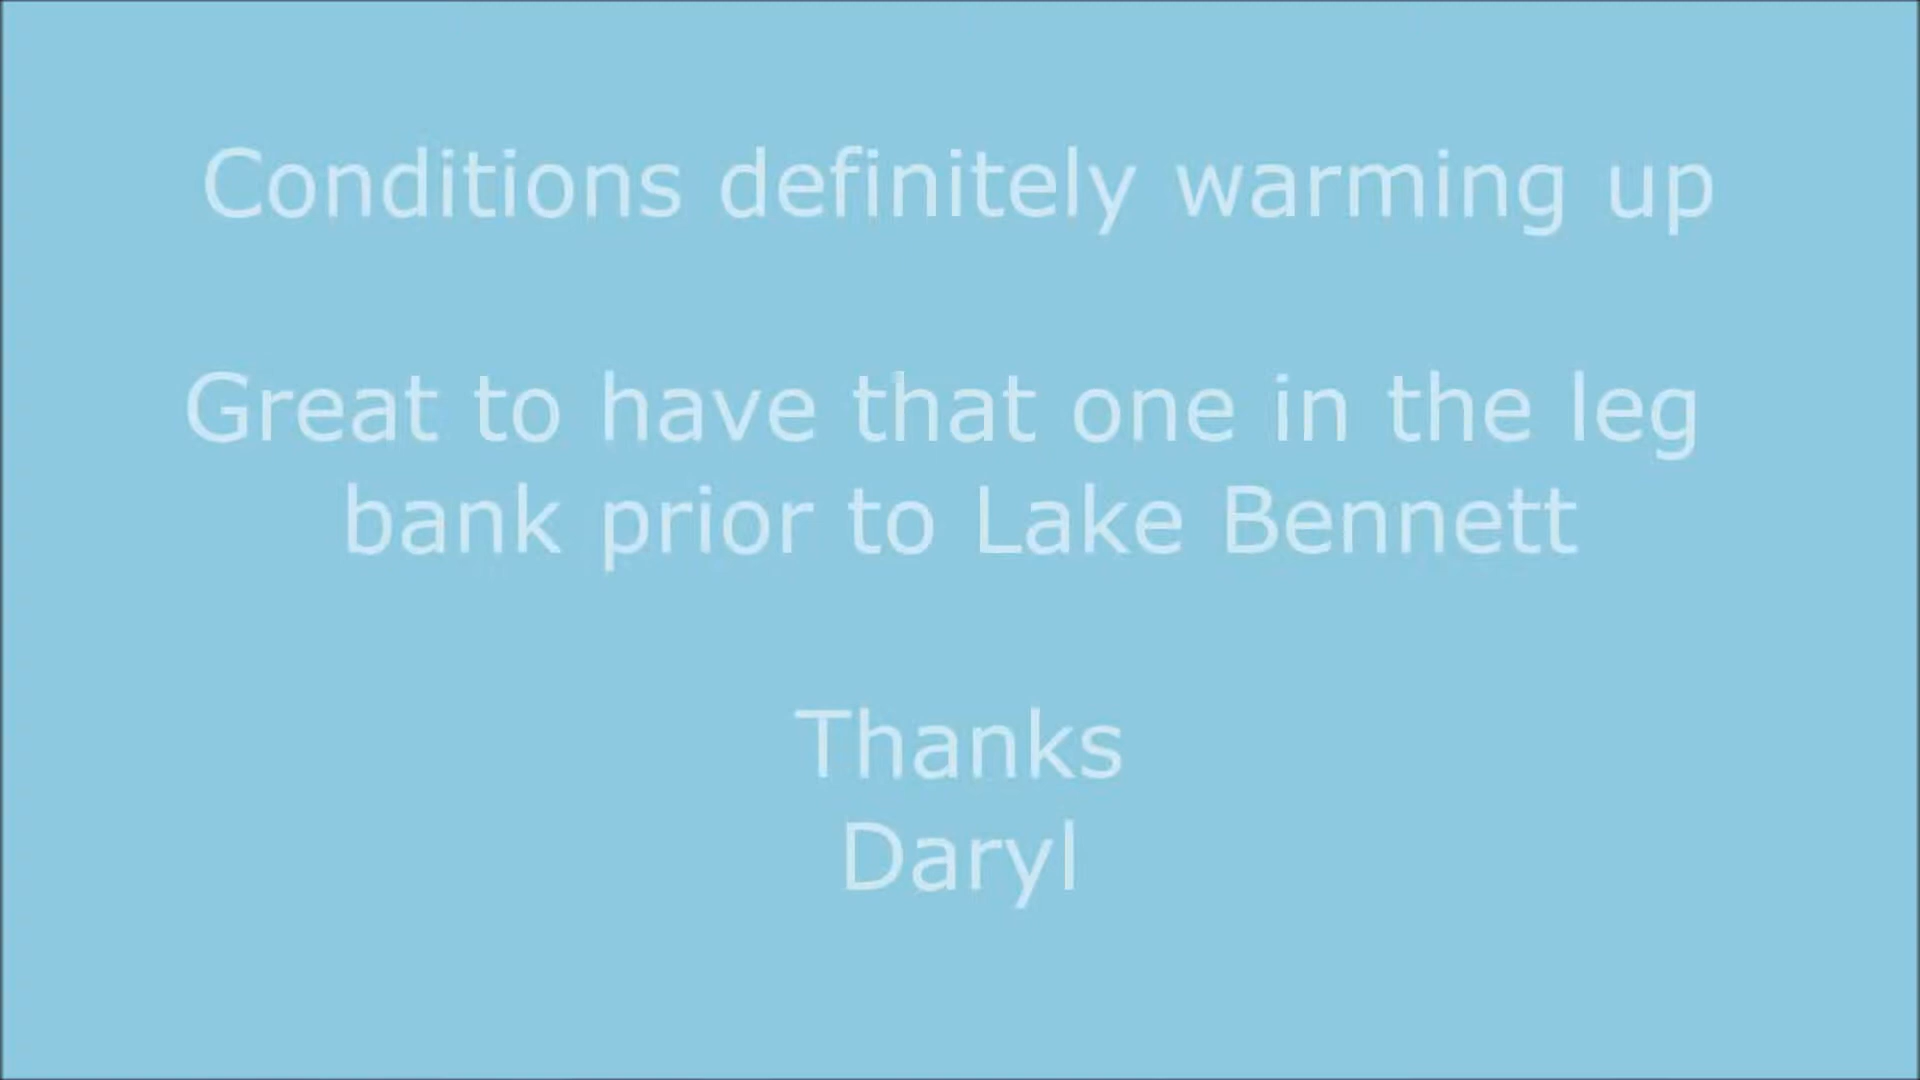 Conditions definitely warming up
Great to have that one in the leg
bank prior to Lake Bennett
Thanks
Daryl